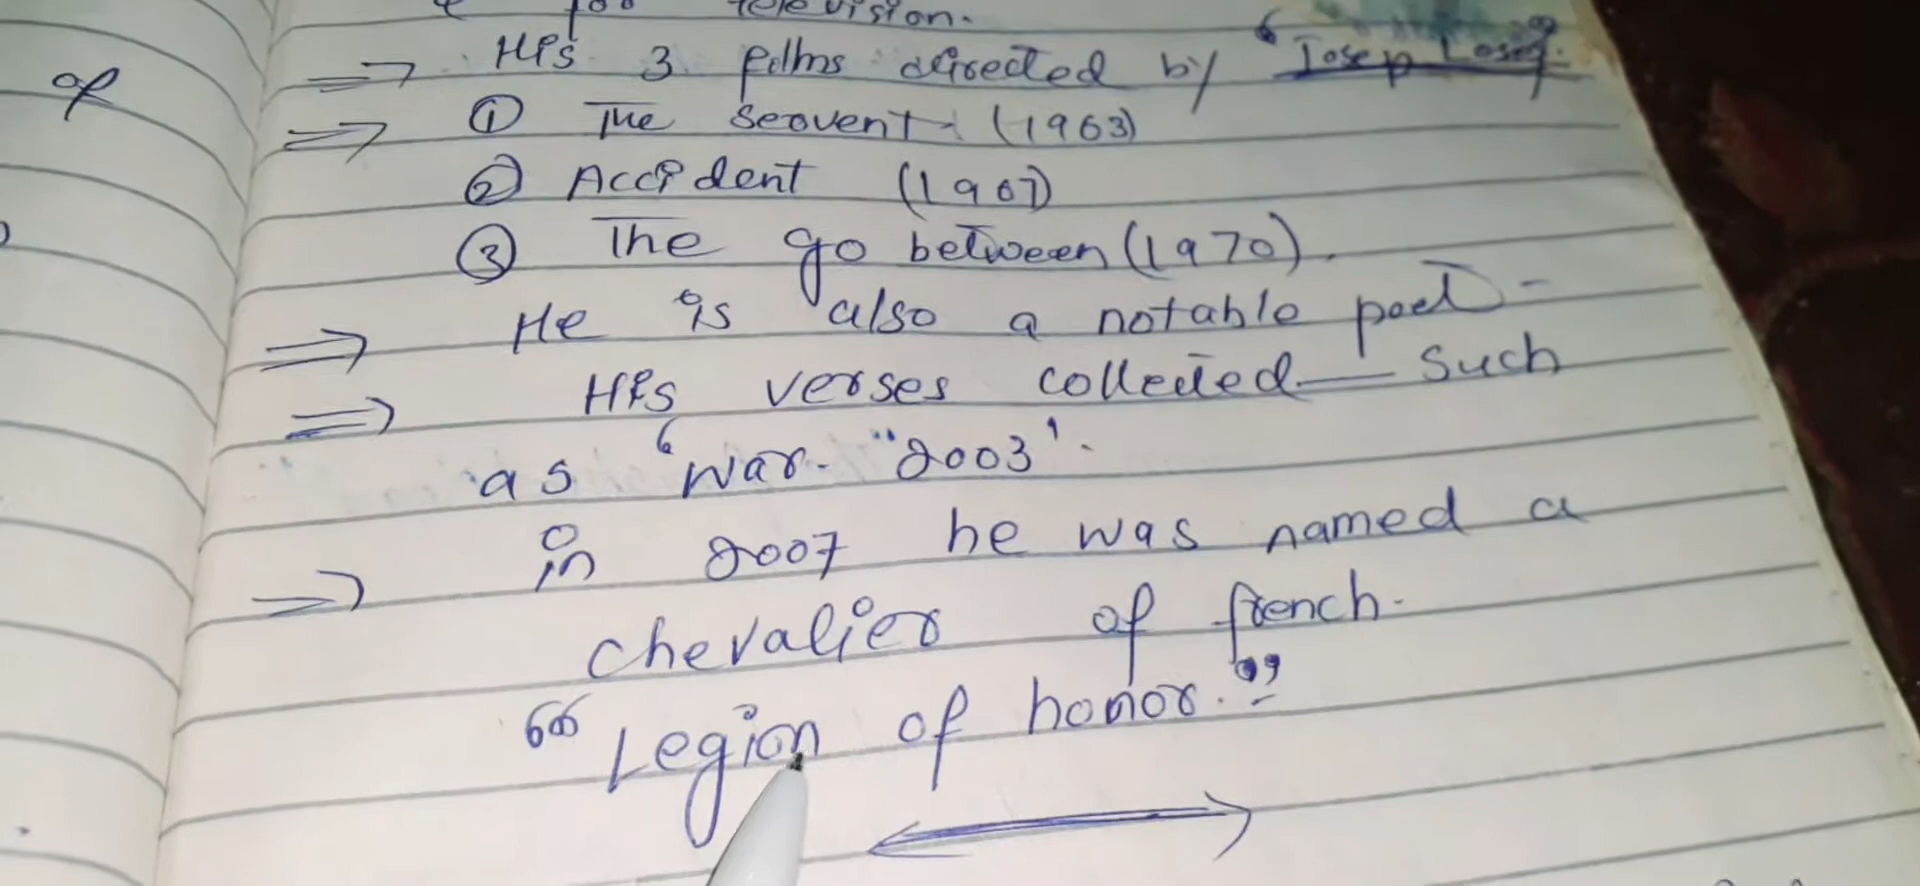 television.
⇒ His 3 films directed by “Josep Losey.”
⇒ ① The Servent (1963)
② Accident (1967)
③ The go between (1970).
⇒ He is also a notable poet -
⇒ His verses collected — such
as ‘war. "2003'.
⇒ in 2007 he was named a
chevalier of french.
“Legion of honor.”
of